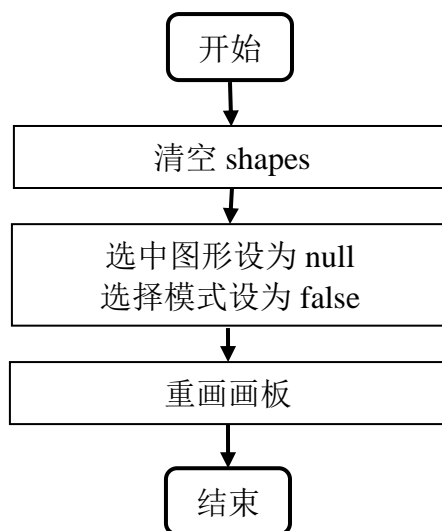 开始
清空 shapes
选中图形设为 null
选择模式设为 false
重画画板
结束